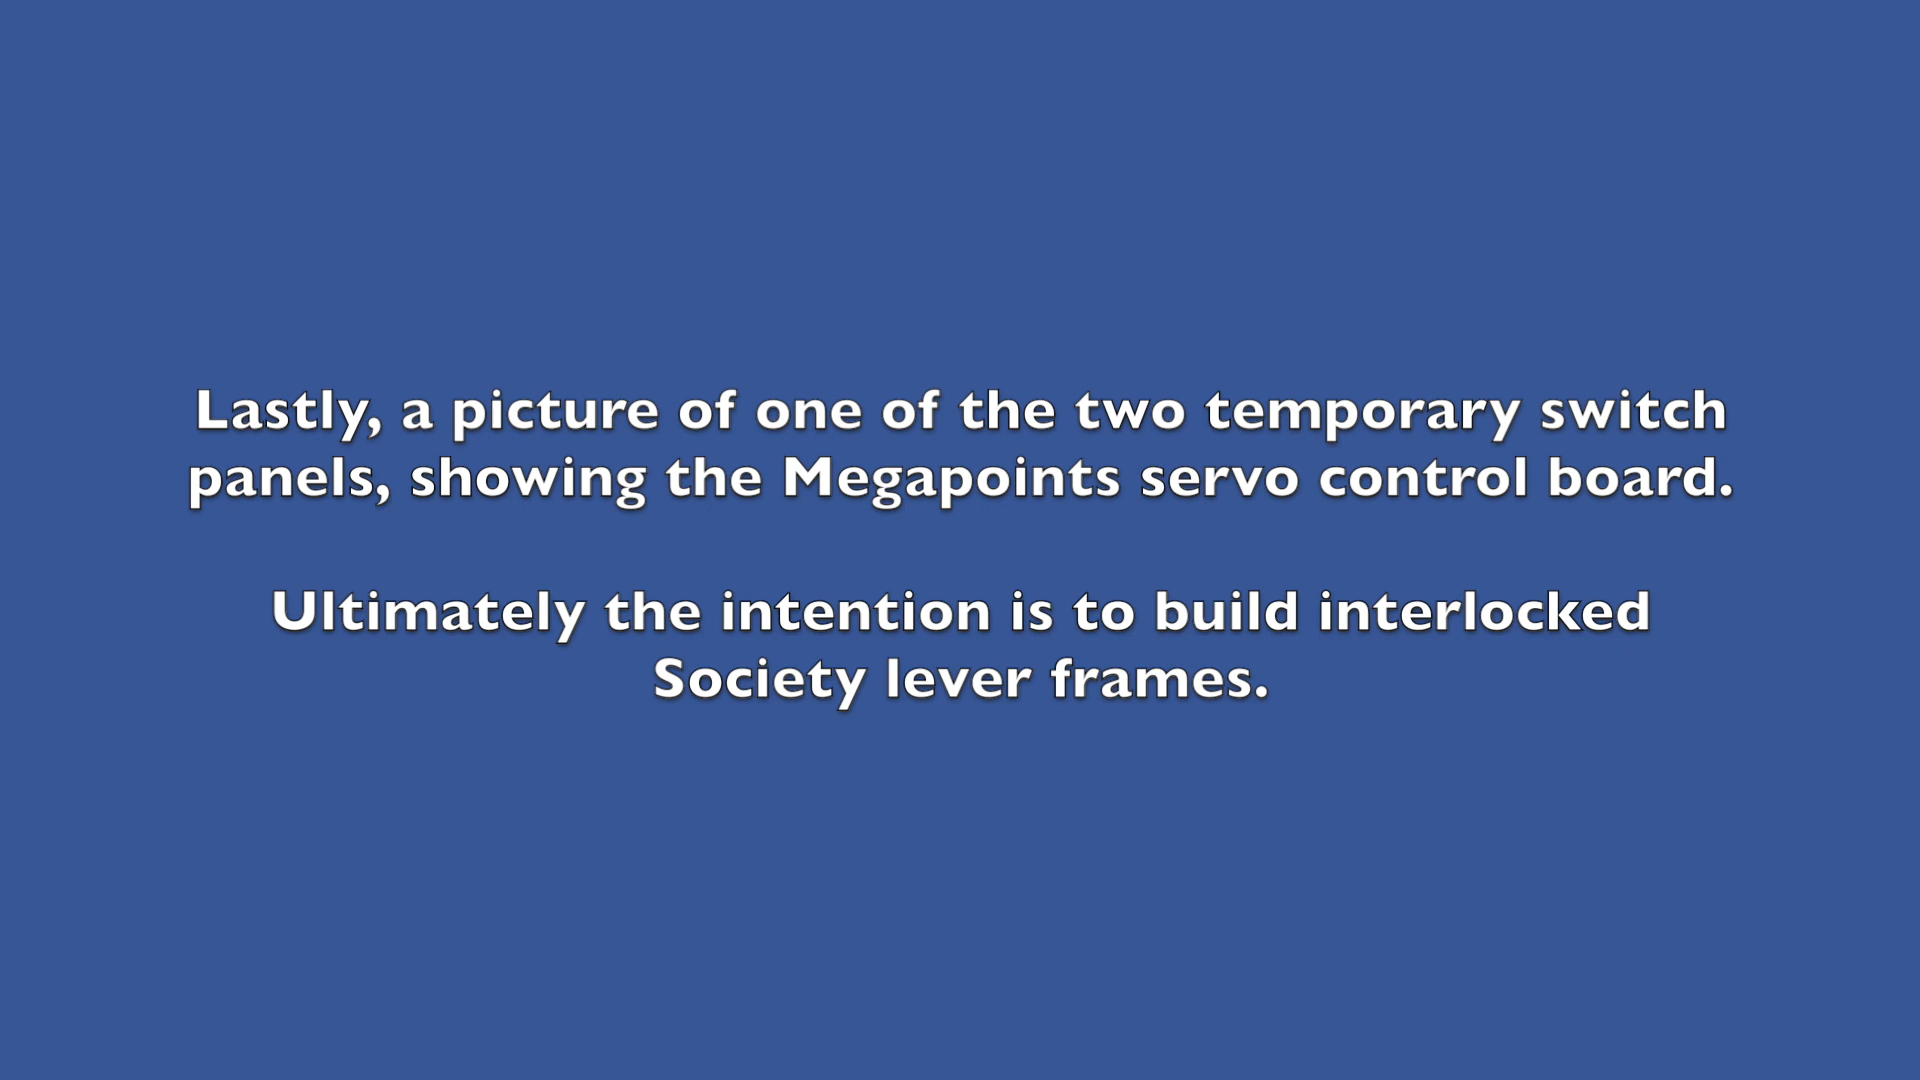 Lastly, a picture of one of the two temporary switch
panels, showing the Megapoints servo control board.
Ultimately the intention is to build interlocked
Society lever frames.